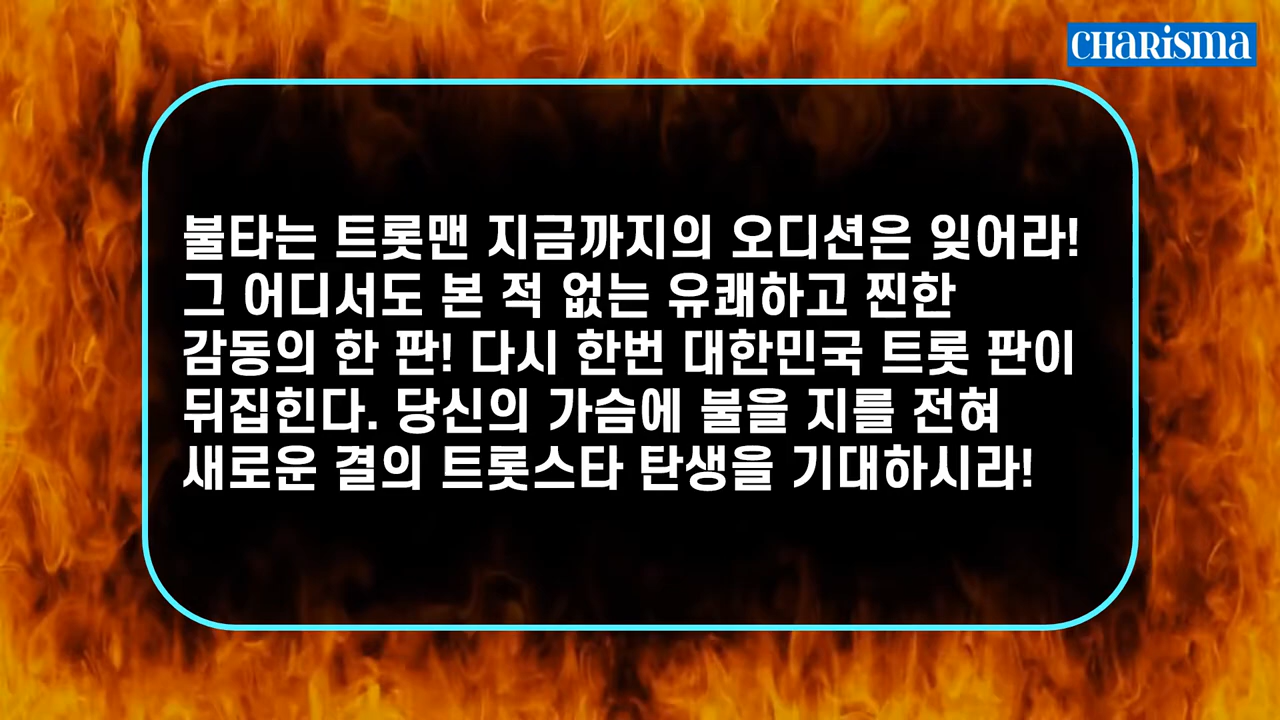 CHARISMA
불타는 트롯맨 지금까지의 오디션은 잊어라!
그 어디서도 본 적 없는 유쾌하고 찐한
감동의 한 판! 다시 한번 대한민국 트롯 판이
뒤집힌다. 당신의 가슴에 불을 지를 전혀
새로운 결의 트롯스타 탄생을 기대하시라!